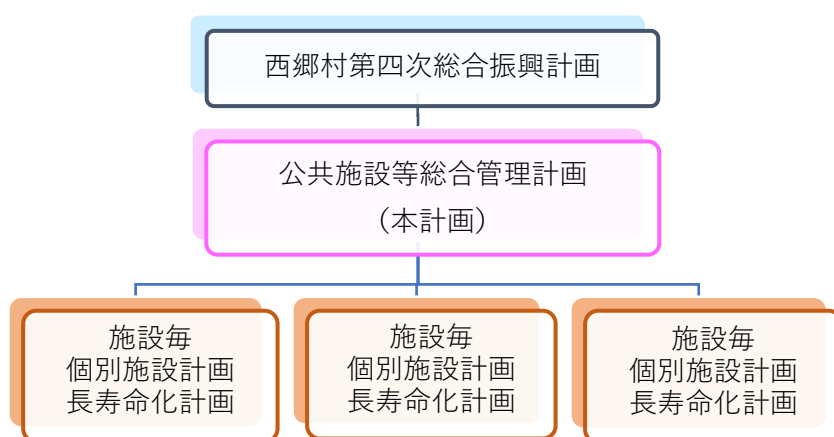 西郷村第四次総合振興計画
公共施設等総合管理計画
（本計画）
施設毎
個別施設計画
長寿命化計画
施設毎
個別施設計画
長寿命化計画
施設毎
個別施設計画
長寿命化計画